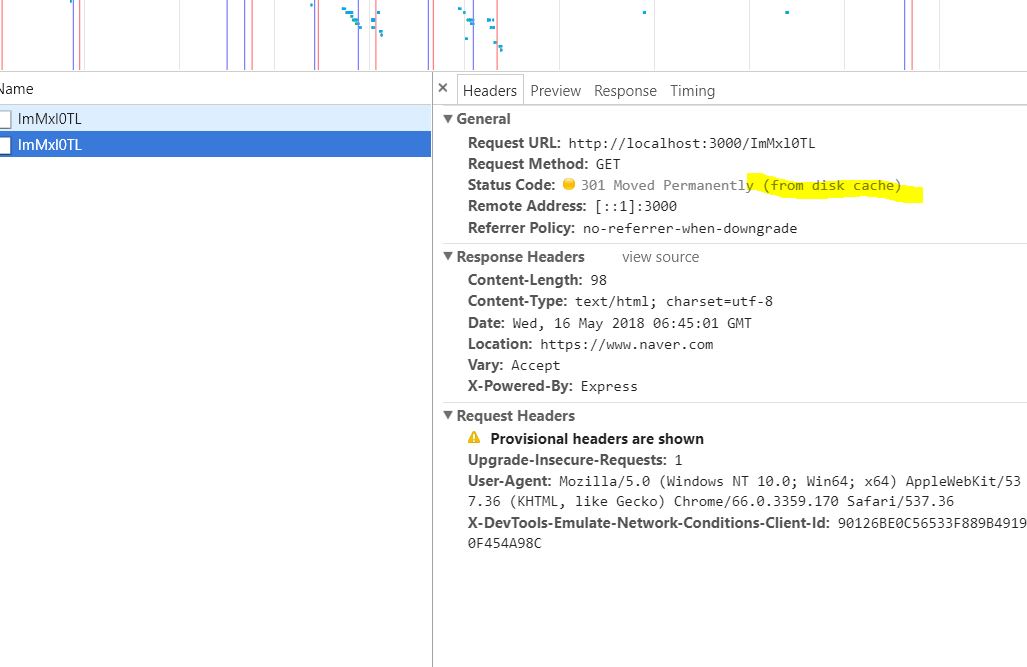 Name
ImMxl0TL
ImMxl0TL
× Headers Preview Response Timing
▼ General
Request URL: http://localhost:3000/ImMxl0TL
Request Method: GET
Status Code: 301 Moved Permanently (from disk cache)
Remote Address: [::1]:3000
Referrer Policy: no-referrer-when-downgrade
▼ Response Headers view source
Content-Length: 98
Content-Type: text/html; charset=utf-8
Date: Wed, 16 May 2018 06:45:01 GMT
Location: https://www.naver.com
Vary: Accept
X-Powered-By: Express
▼ Request Headers
Provisional headers are shown
Upgrade-Insecure-Requests: 1
User-Agent: Mozilla/5.0 (Windows NT 10.0; Win64; x64) AppleWebKit/53
7.36 (KHTML, like Gecko) Chrome/66.0.3359.170 Safari/537.36
X-DevTools-Emulate-Network-Conditions-Client-Id: 90126BE0C56533F889B4919
0F454A98C